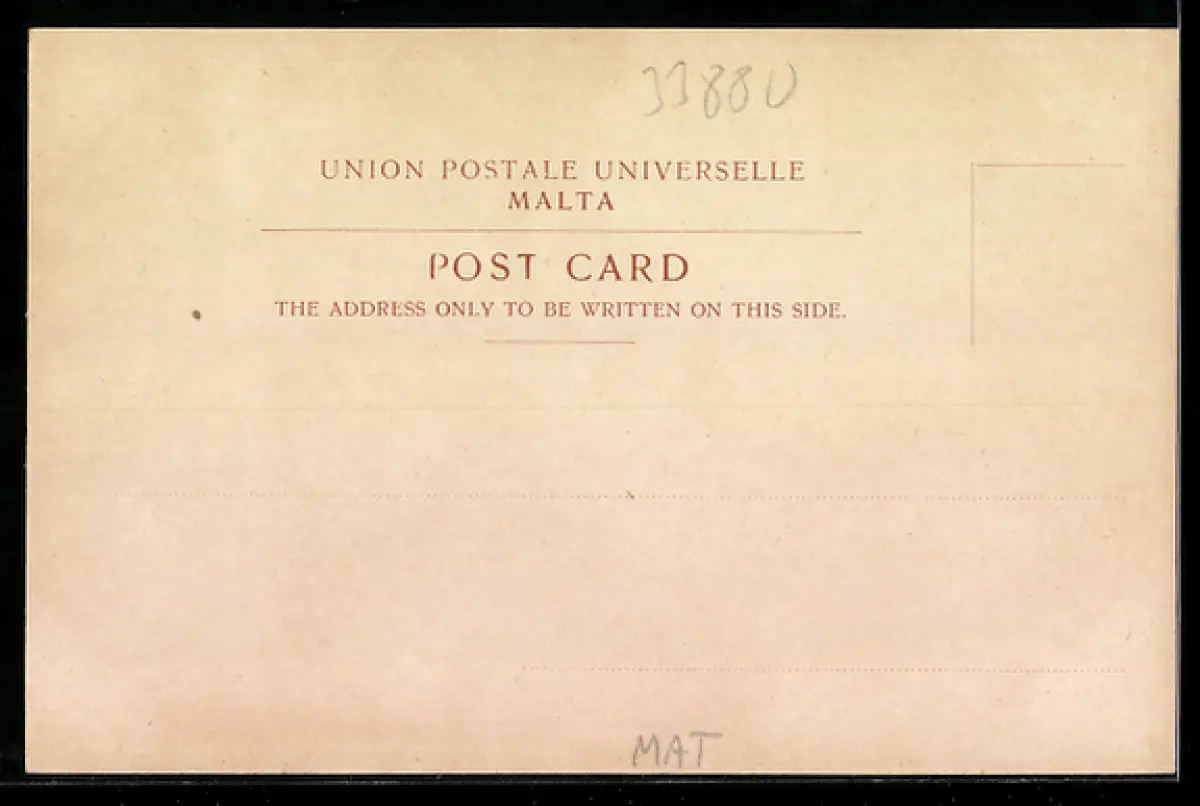 33880
UNION POSTALE UNIVERSELLE
MALTA
POST CARD
THE ADDRESS ONLY TO BE WRITTEN ON THIS SIDE.
MAT